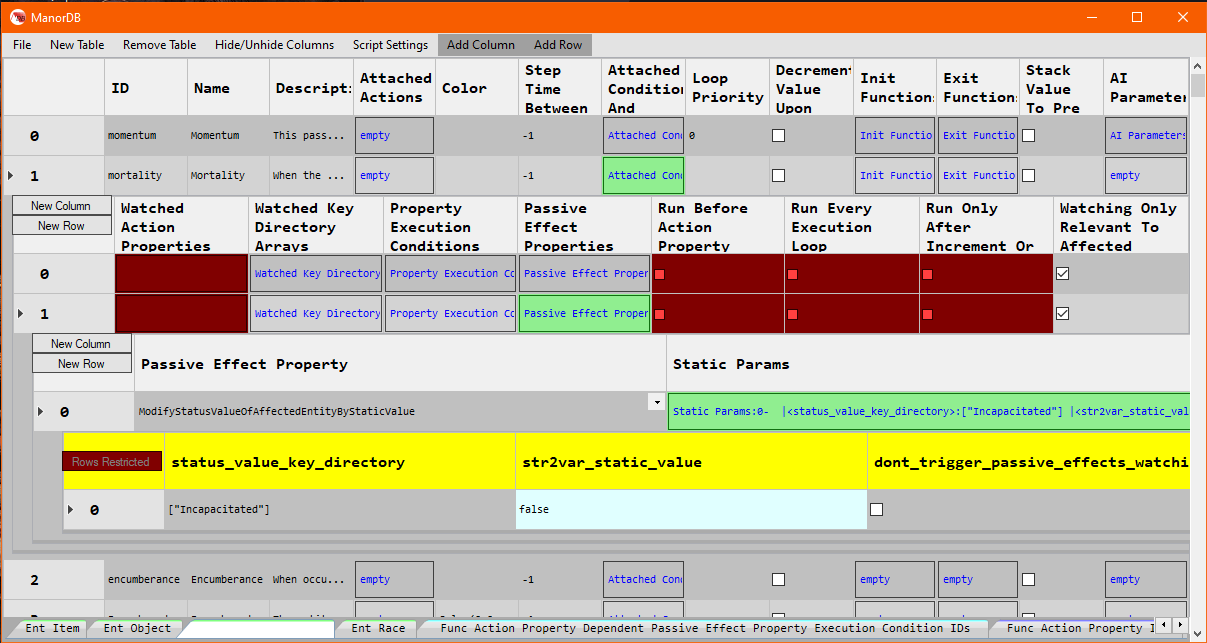 ManorDB
File New Table Remove Table Hide/Unhide Columns Script Settings Add Column Add Row
ID Name Descript: Attached Actions Color Step Time Between Attached Condition And Loop Priority Decrement Value Upon Init Function: Exit Function: Stack Value To Pre AI Parameter
0 momentum Momentum This pass... empty -1 Attached Cond 0 Init Functio Exit Functio AI Parameters
1 mortality Mortality When the ... empty -1 Attached Cond Init Functio Exit Functio empty
New Column
New Row
Watched Action Properties Watched Key Directory Arrays Property Execution Conditions Passive Effect Properties Run Before Action Property Run Every Execution Loop Run Only After Increment Or Watching Only Relevant To Affected
0 Watched Key Directory Property Execution Co Passive Effect Proper
1 Watched Key Directory Property Execution Co Passive Effect Proper
New Column
New Row
Passive Effect Property Static Params
0 ModifyStatusValueOfAffectedEntityByStaticValue Static Params:0- |<status_value_key_directory>:["Incapacitated"] |<str2var_static_val
Rows Restricted status_value_key_directory str2var_static_value dont_trigger_passive_effects_watchi
0 ["Incapacitated"] false
2 encumberance Encumberance When occu... empty -1 Attached Cond empty empty empty
Ent Item Ent Object Ent Race Func Action Property Dependent Passive Effect Property Execution Condition IDs Func Action Property I